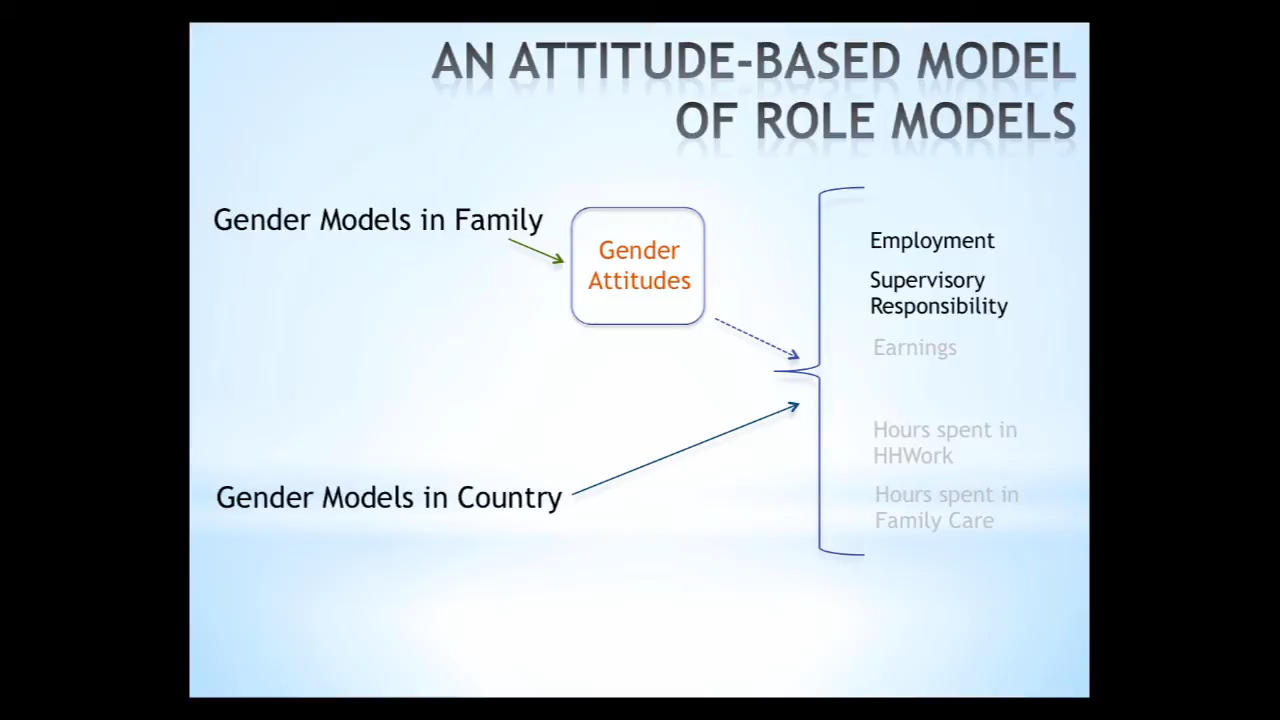 AN ATTITUDE-BASED MODEL
OF ROLE MODELS
Gender Models in Family
Gender
Attitudes
Employment
Supervisory
Responsibility
Earnings
Hours spent in
HHWork
Gender Models in Country
Hours spent in
Family Care